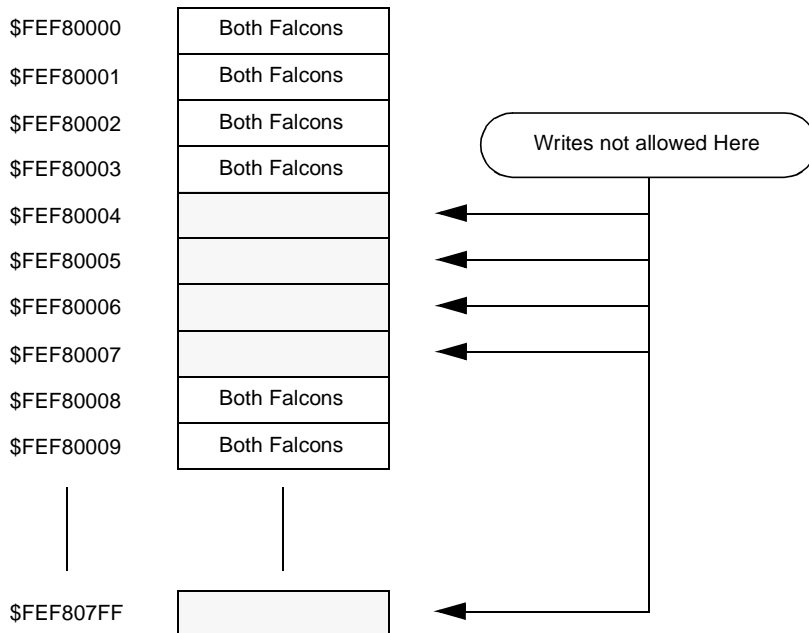 $FEF80000 Both Falcons
$FEF80001 Both Falcons
$FEF80002 Both Falcons
Writes not allowed Here
$FEF80003 Both Falcons
$FEF80004
$FEF80005
$FEF80006
$FEF80007
$FEF80008 Both Falcons
$FEF80009 Both Falcons
$FEF807FF